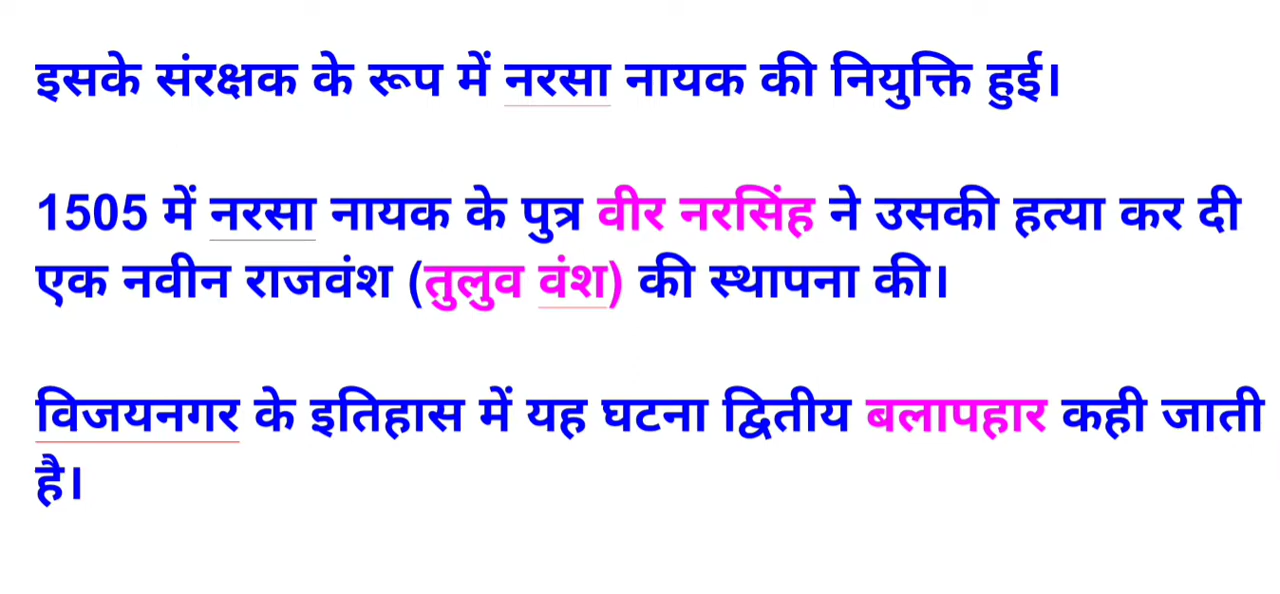 इसके संरक्षक के रूप में नरसा नायक की नियुक्ति हुई।
1505 में नरसा नायक के पुत्र वीर नरसिंह ने उसकी हत्या कर दी
एक नवीन राजवंश (तुलुव वंश) की स्थापना की।
विजयनगर के इतिहास में यह घटना द्वितीय बलापहार कही जाती
है।